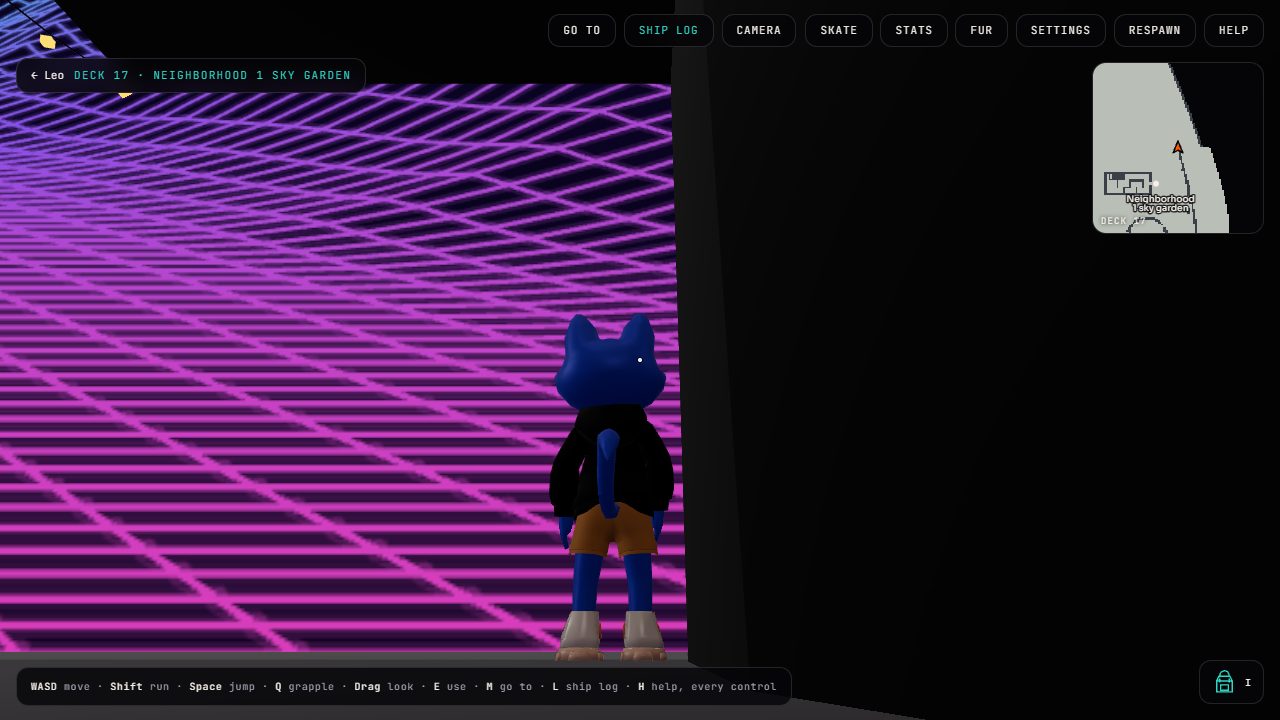 GO TO
SHIP LOG
CAMERA
SKATE
STATS
FUR
SETTINGS
RESPAWN
HELP
← Leo DECK 17 · NEIGHBORHOOD 1 SKY GARDEN
Neighborhood
1 sky garden
DECK 17
WASD move · Shift run · Space jump · Q grapple · Drag look · E use · M go to · L ship log · H help, every control
I